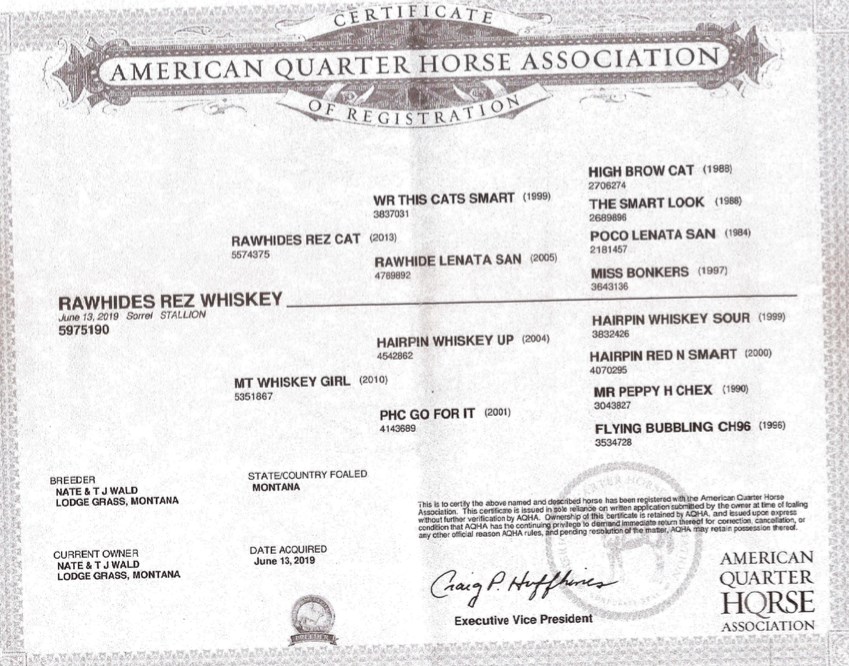 CERTIFICATE
AMERICAN QUARTER HORSE ASSOCIATION
OF REGISTRATION
HIGH BROW CAT (1988)
2706274
WR THIS CATS SMART (1999)
3837031
THE SMART LOOK (1986)
2689896
RAWHIDES REZ CAT (2013)
5574375
POCO LENATA SAN (1984)
2181457
RAWHIDE LENATA SAN (2005)
4789892
MISS BONKERS (1997)
3643136
RAWHIDES REZ WHISKEY
June 13, 2019 Sorrel STALLION
5975190
HAIRPIN WHISKEY SOUR (1999)
3832426
HAIRPIN WHISKEY UP (2004)
4542862
HAIRPIN RED N SMART (2000)
4070295
MT WHISKEY GIRL (2010)
5351867
MR PEPPY H CHEX (1990)
3043827
PHC GO FOR IT (2001)
4143689
FLYING BUBBLING CH96 (1996)
3534728
BREEDER
NATE & T J WALD
LODGE GRASS, MONTANA
STATE/COUNTRY FOALED
MONTANA
CURRENT OWNER
NATE & T J WALD
LODGE GRASS, MONTANA
DATE ACQUIRED
June 13, 2019
This is to certify the above named and described horse has been registered with the American Quarter Horse
Association. This certificate is issued in sole reliance on written application submitted by the owner at time of foaling
without further verification by AQHA. Ownership of this certificate is retained by AQHA, and issued upon express
condition that AQHA has the continuing privilege to demand immediate return thereof for correction, cancellation, or
any other official reason AQHA rules, and pending resolution of the matter, AQHA may retain possession thereof.
Craig P. Huffhines
Executive Vice President
AMERICAN
QUARTER
HORSE
ASSOCIATION